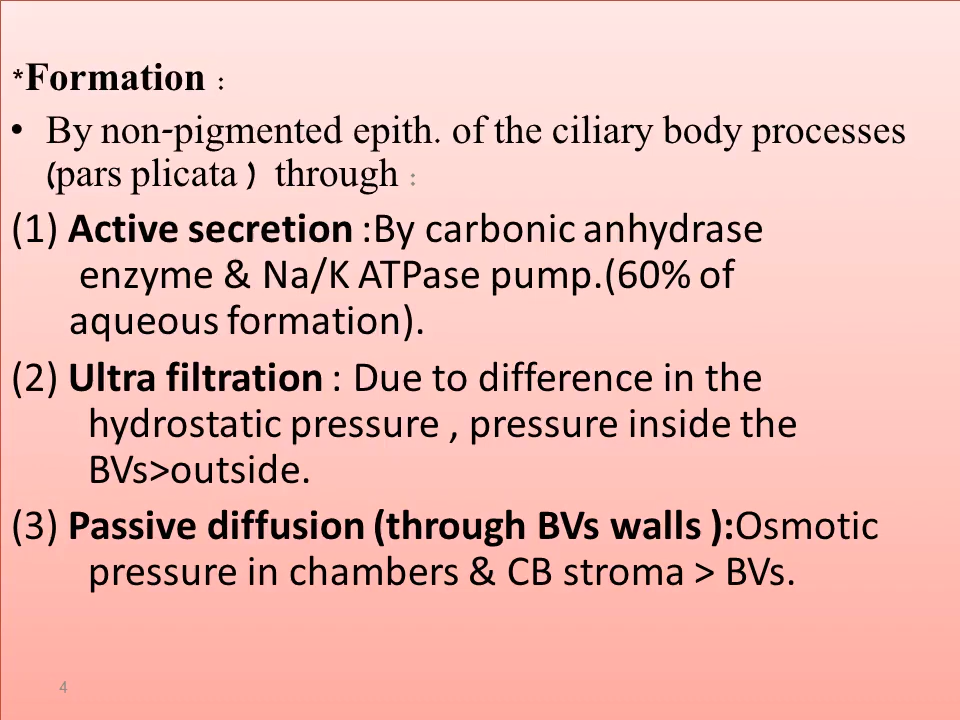 *Formation :
• By non-pigmented epith. of the ciliary body processes
(pars plicata ) through :
(1) Active secretion :By carbonic anhydrase
enzyme & Na/K ATPase pump.(60% of
aqueous formation).
(2) Ultra filtration : Due to difference in the
hydrostatic pressure , pressure inside the
BVs>outside.
(3) Passive diffusion (through BVs walls ):Osmotic
pressure in chambers & CB stroma > BVs.
4